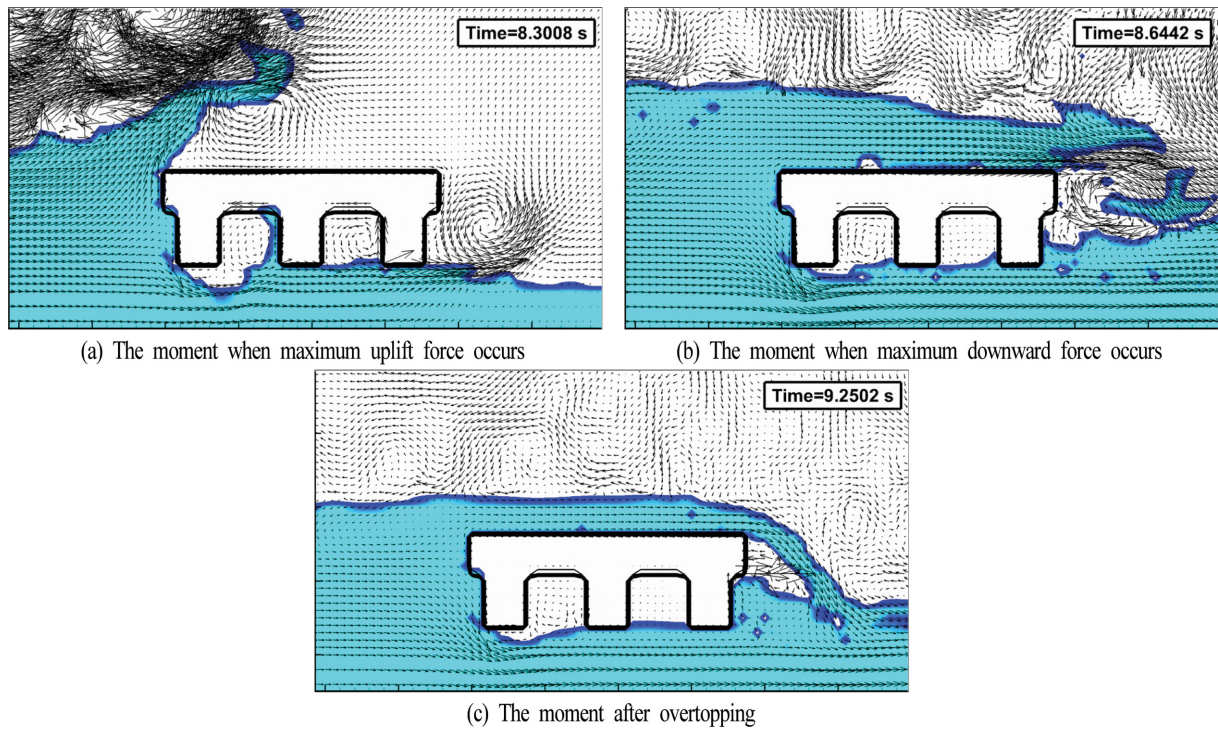 Time=8.3008 s
Time=8.6442 s
(a) The moment when maximum uplift force occurs
(b) The moment when maximum downward force occurs
Time=9.2502 s
(c) The moment after overtopping